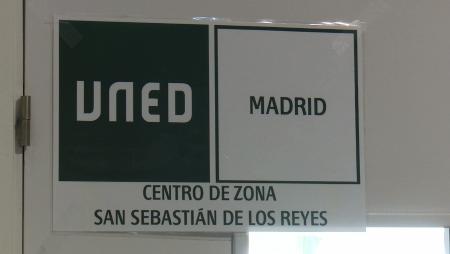 UNED
MADRID
CENTRO DE ZONA
SAN SEBASTIÁN DE LOS REYES